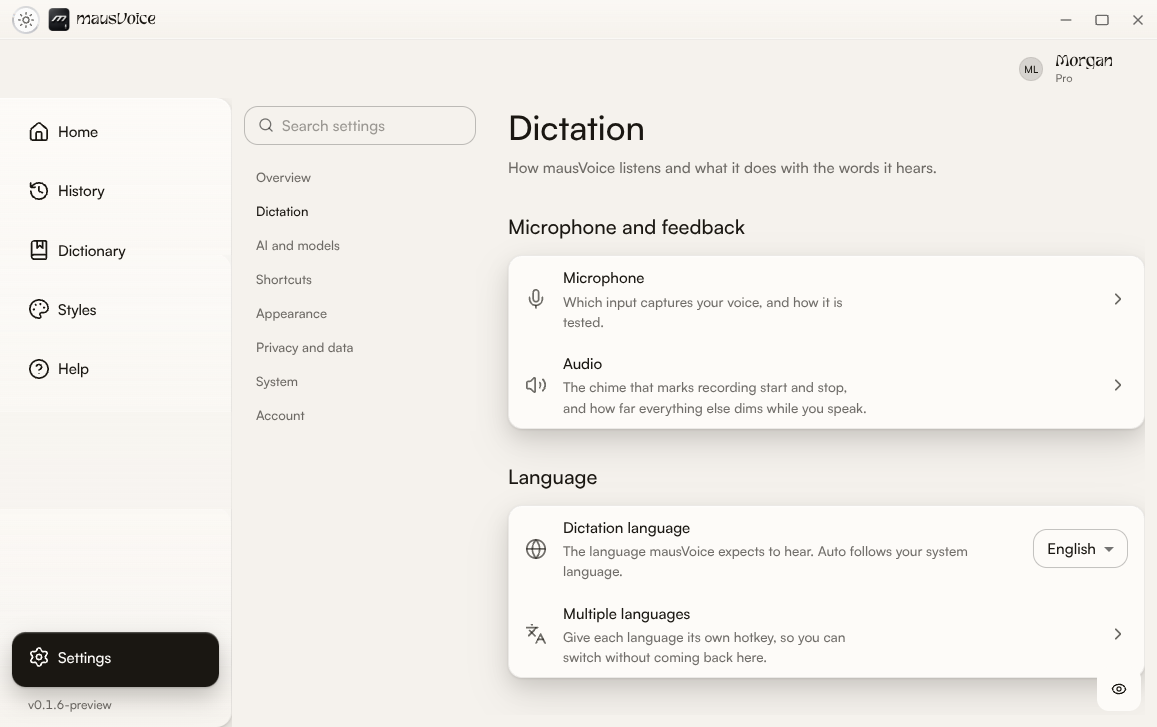 mausVoice
Morgan
ML
Pro
Home
History
Dictionary
Styles
Help
Settings
v0.1.6-preview
Search settings
Overview
Dictation
AI and models
Shortcuts
Appearance
Privacy and data
System
Account
Dictation
How mausVoice listens and what it does with the words it hears.
Microphone and feedback
Microphone
Which input captures your voice, and how it is
tested.
Audio
The chime that marks recording start and stop,
and how far everything else dims while you speak.
Language
Dictation language
The language mausVoice expects to hear. Auto follows your system
language.
English
Multiple languages
Give each language its own hotkey, so you can
switch without coming back here.